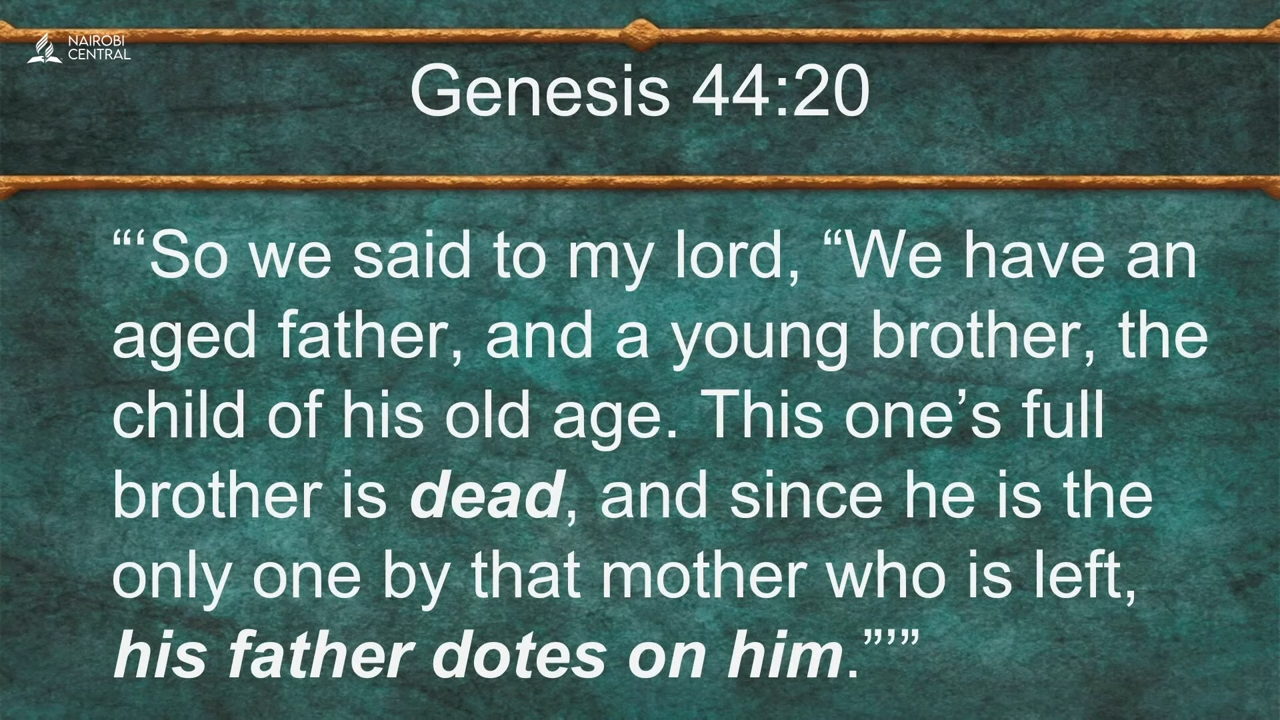 NAIROBI
CENTRAL
Genesis 44:20
“‘So we said to my lord, “We have an
aged father, and a young brother, the
child of his old age. This one’s full
brother is dead, and since he is the
only one by that mother who is left,
his father dotes on him.”’”